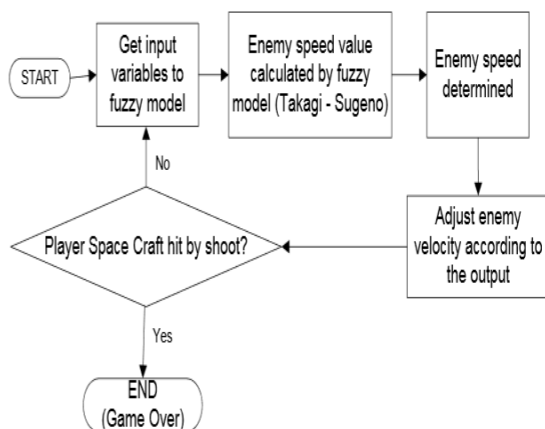 START
Get input
variables to
fuzzy model
Enemy speed value
calculated by fuzzy
model (Takagi - Sugeno)
Enemy speed
determined
Adjust enemy
velocity according to
the output
Player Space Craft hit by shoot?
No
Yes
END
(Game Over)